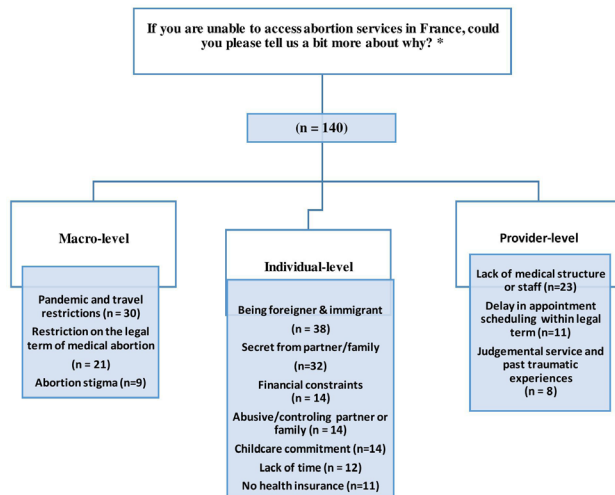 If you are unable to access abortion services in France, could
you please tell us a bit more about why? *
(n = 140)
Macro-level
Pandemic and travel
restrictions (n = 30)
Restriction on the legal
term of medical abortion
(n = 21)
Abortion stigma (n=9)
Individual-level
Being foreigner & immigrant
(n = 38)
Secret from partner/family
(n=32)
Financial constraints
(n = 14)
Abusive/controling partner or
family (n = 14)
Childcare commitment (n=14)
Lack of time (n = 12)
No health insurance (n=11)
Provider-level
Lack of medical structure
or staff (n=23)
Delay in appointment
scheduling within legal
term (n=11)
Judgemental service and
past traumatic
experiences
(n = 8)